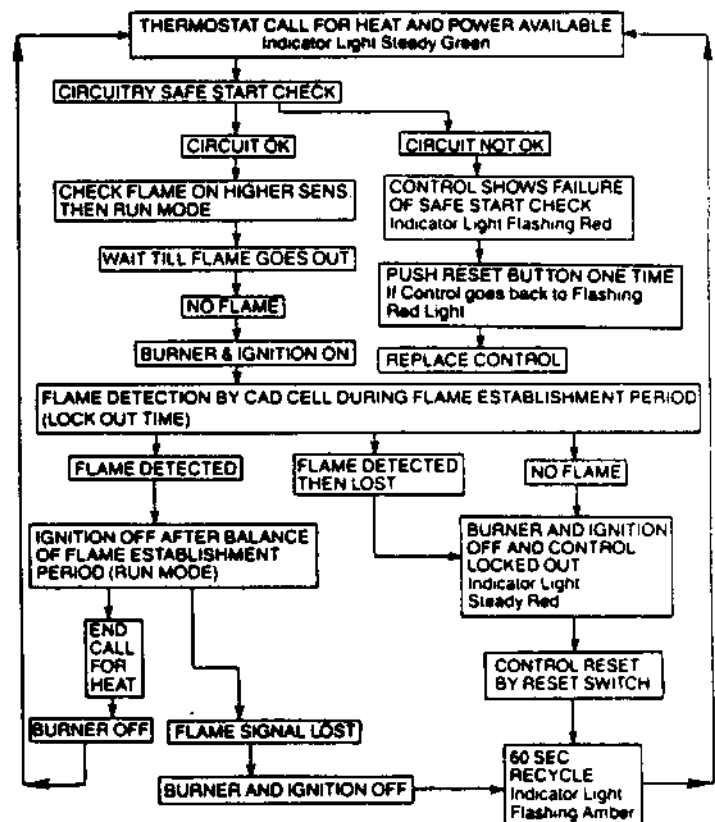 THERMOSTAT CALL FOR HEAT AND POWER AVAILABLE
Indicator Light Steady Green
CIRCUITRY SAFE START CHECK
CIRCUIT OK
CIRCUIT NOT OK
CHECK FLAME ON HIGHER SENS.
THEN RUN MODE
CONTROL SHOWS FAILURE
OF SAFE START CHECK
Indicator Light Flashing Red
WAIT TILL FLAME GOES OUT
PUSH RESET BUTTON ONE TIME
If Control goes back to Flashing
Red Light
NO FLAME
BURNER & IGNITION ON
REPLACE CONTROL
FLAME DETECTION BY CAD CELL DURING FLAME ESTABLISHMENT PERIOD
(LOCK OUT TIME)
FLAME DETECTED
FLAME DETECTED
THEN LOST
NO FLAME
IGNITION OFF AFTER BALANCE
OF FLAME ESTABLISHMENT
PERIOD (RUN MODE)
BURNER AND IGNITION
OFF AND CONTROL
LOCKED OUT
Indicator Light
Steady Red
END
CALL
FOR
HEAT
CONTROL RESET
BY RESET SWITCH
BURNER OFF
FLAME SIGNAL LOST
BURNER AND IGNITION OFF
60 SEC
RECYCLE
Indicator Light
Flashing Amber